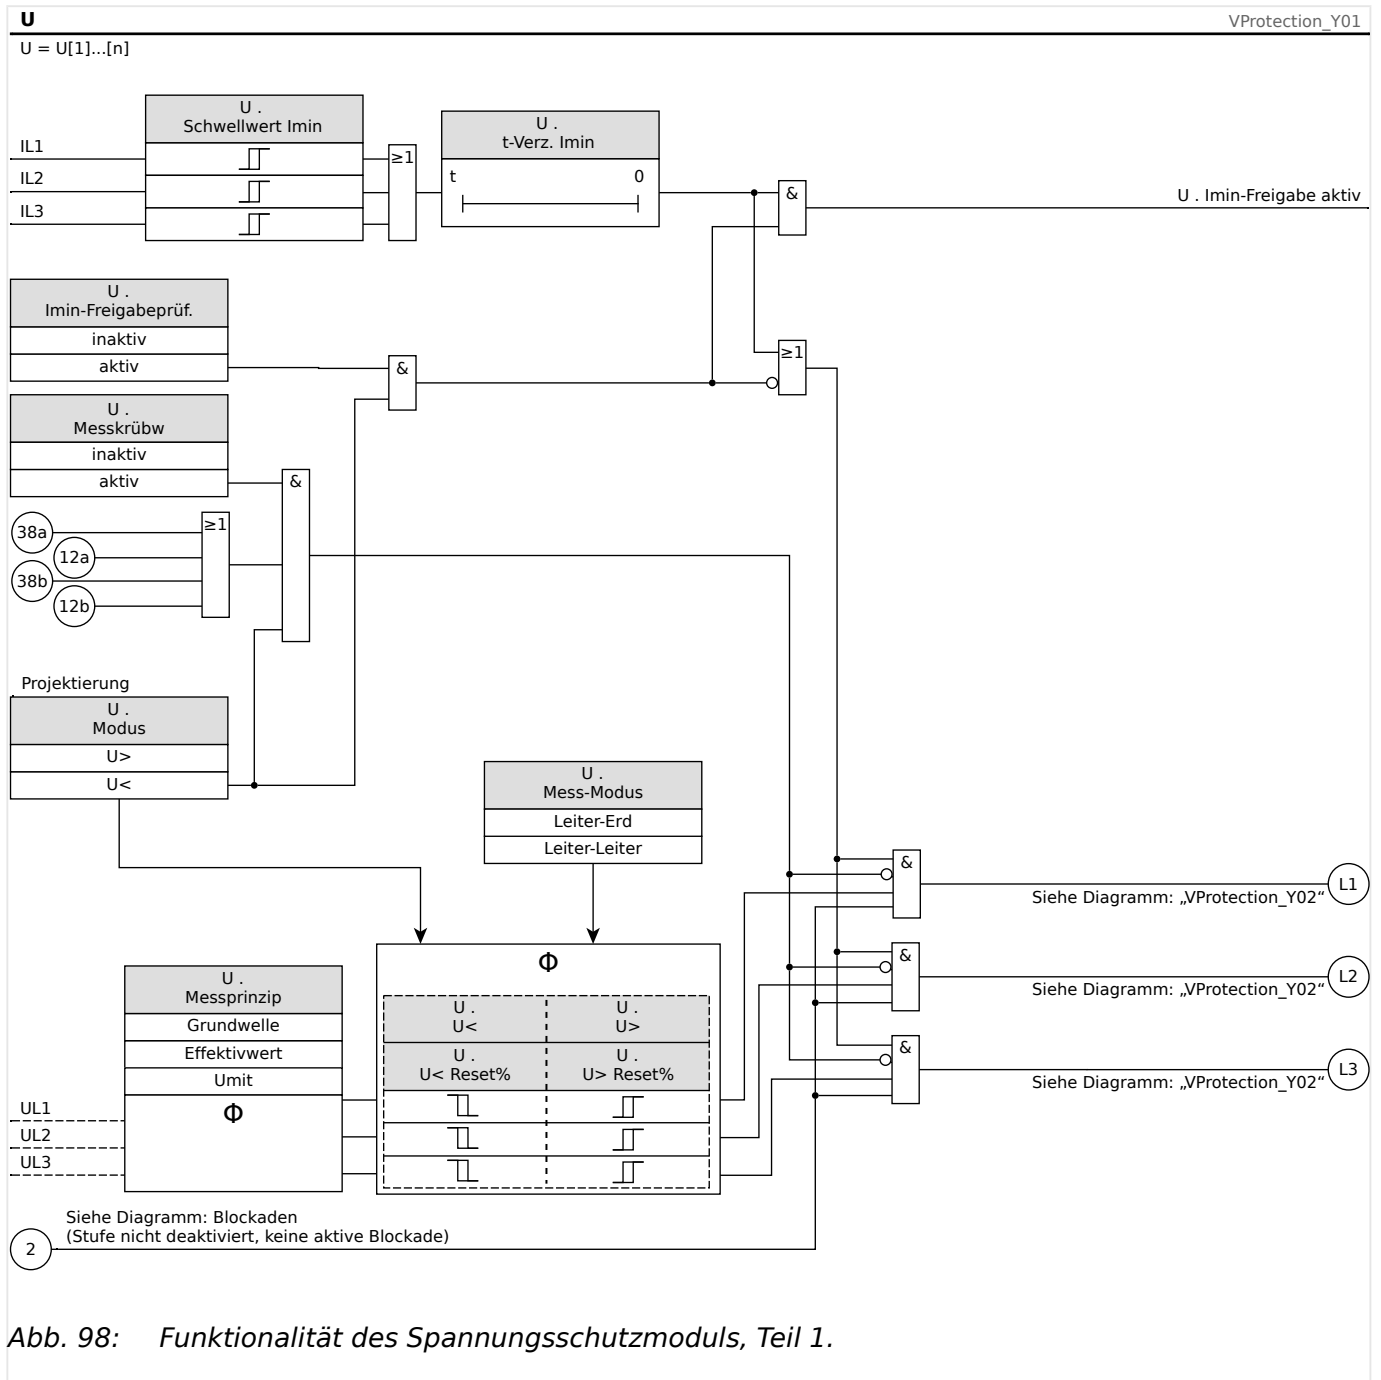 U
VProtection_Y01
U = U[1]...[n]
U .
Schwellwert Imin
IL1
IL2
IL3
≥1
U .
t-Verz. Imin
t
0
&
U . Imin-Freigabe aktiv
U .
Imin-Freigabeprüf.
inaktiv
aktiv
&
≥1
U .
Messkrübw
inaktiv
aktiv
&
38a
12a
38b
12b
≥1
Projektierung
U .
Modus
U>
U<
U .
Mess-Modus
Leiter-Erd
Leiter-Leiter
&
L1
Siehe Diagramm: „VProtection_Y02“
&
L2
Siehe Diagramm: „VProtection_Y02“
&
L3
Siehe Diagramm: „VProtection_Y02“
U .
Messprinzip
Grundwelle
Effektivwert
Umit
Φ
UL1
UL2
UL3
Φ
U .
U<
U .
U>
U .
U< Reset%
U .
U> Reset%
Siehe Diagramm: Blockaden
(Stufe nicht deaktiviert, keine aktive Blockade)
2
Abb. 98: Funktionalität des Spannungsschutzmoduls, Teil 1.